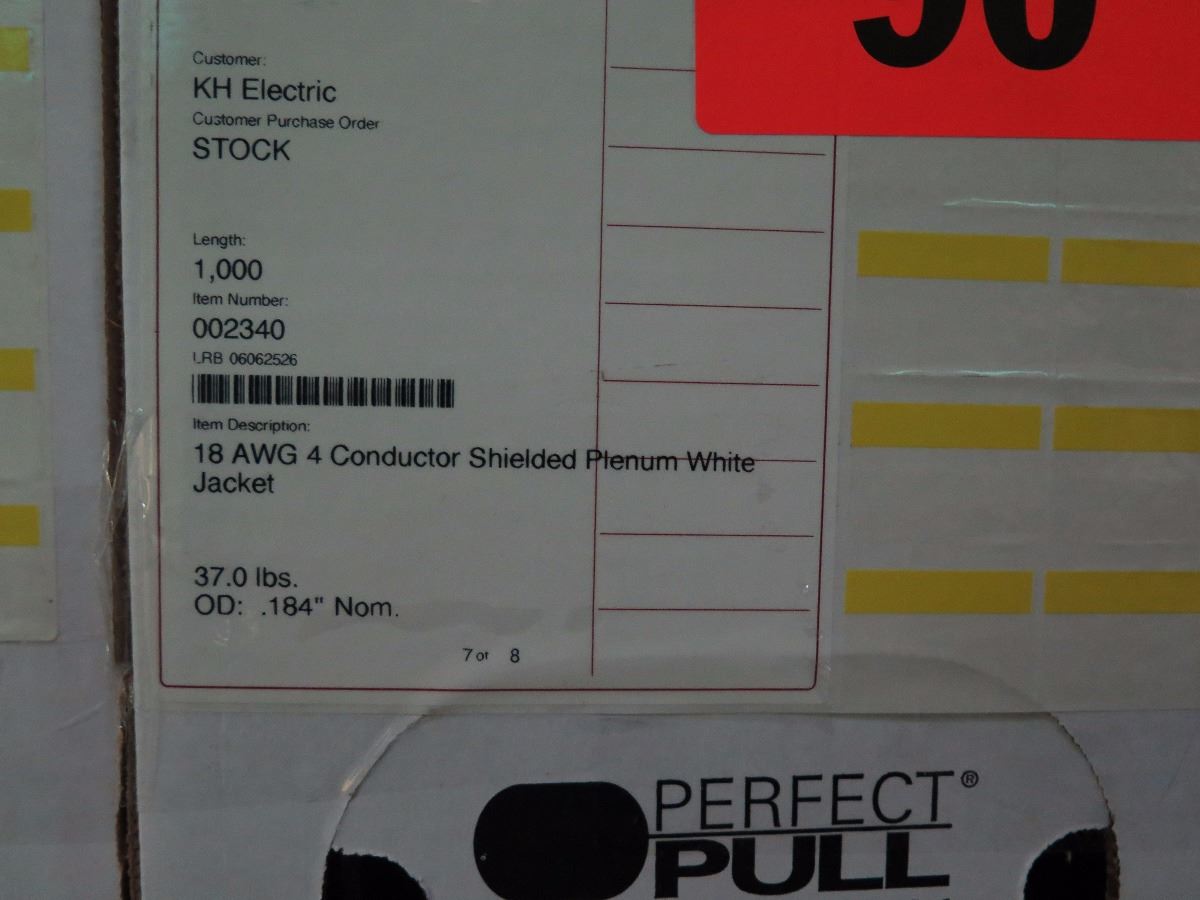 Customer:
KH Electric
Customer Purchase Order
STOCK
Length:
1,000
Item Number:
002340
LRB 06062526
Item Description:
18 AWG 4 Conductor Shielded Plenum White
Jacket
37.0 lbs.
OD: .184" Nom.
7 of 8
PERFECT®
PULL